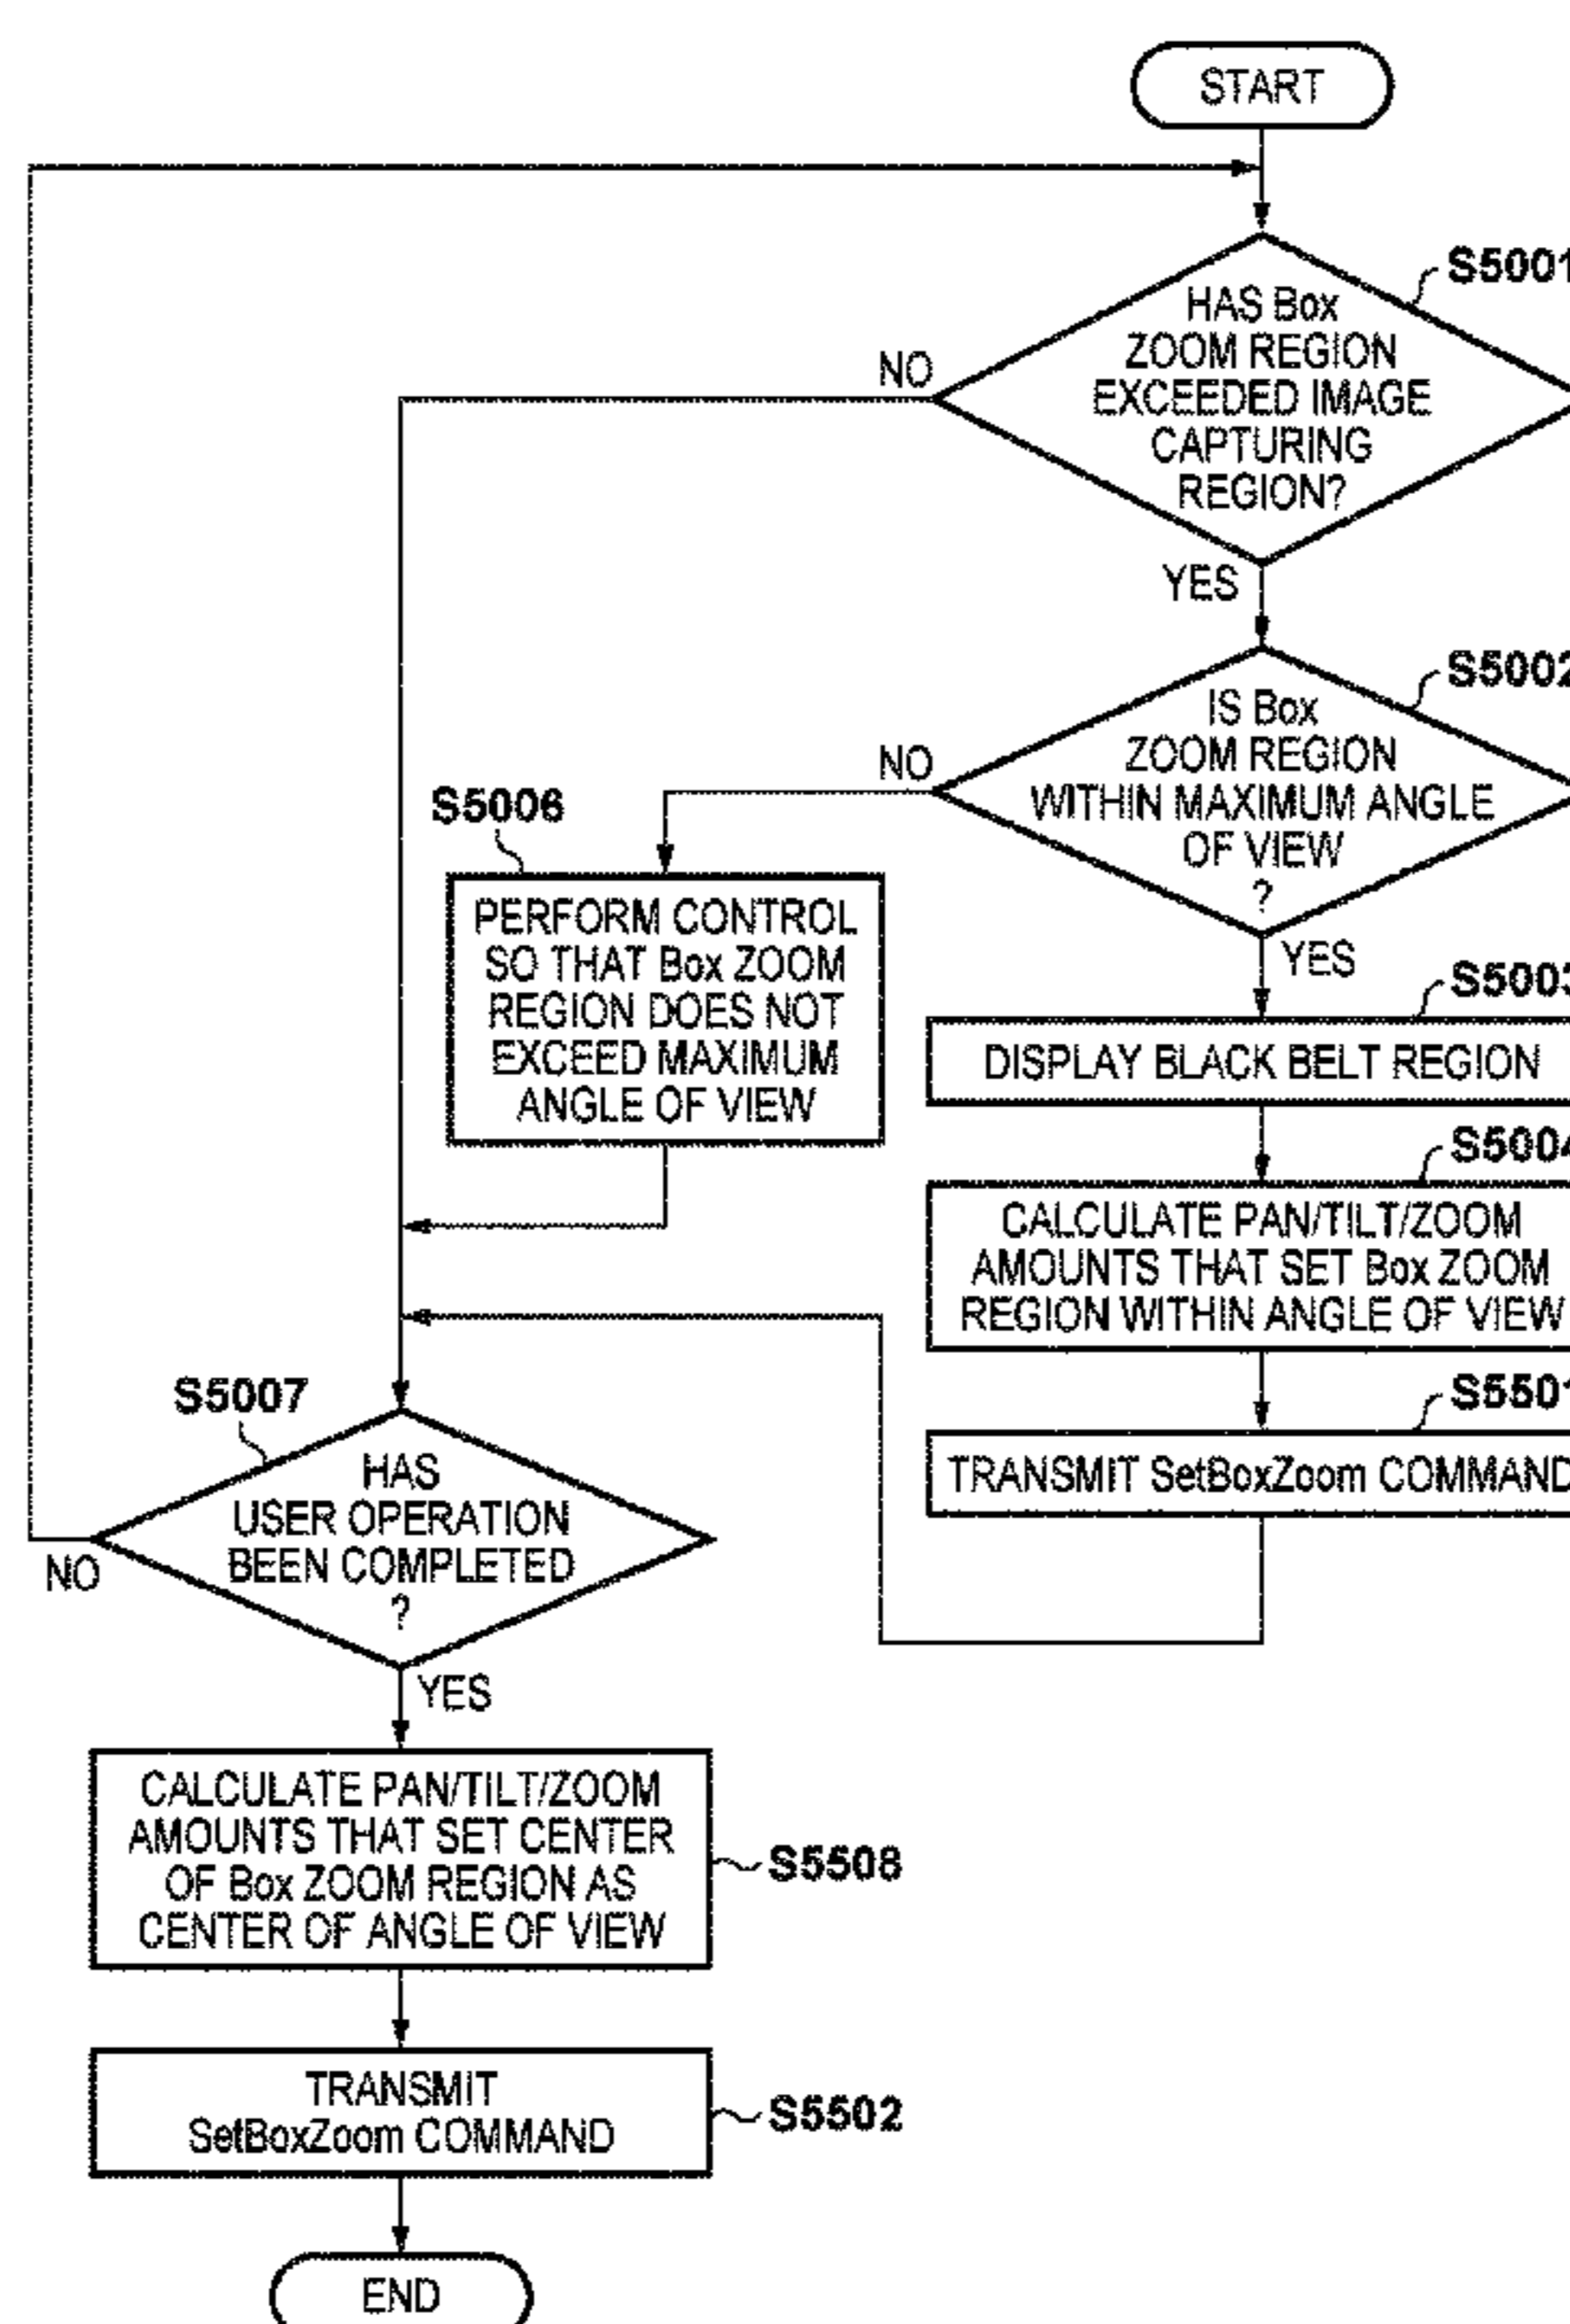 START
S5001
HAS Box
ZOOM REGION
EXCEEDED IMAGE
CAPTURING
REGION?
NO
YES
S5002
IS Box
ZOOM REGION
WITHIN MAXIMUM ANGLE
OF VIEW
?
NO
YES
S5006
PERFORM CONTROL
SO THAT Box ZOOM
REGION DOES NOT
EXCEED MAXIMUM
ANGLE OF VIEW
S5003
DISPLAY BLACK BELT REGION
S5004
CALCULATE PAN/TILT/ZOOM
AMOUNTS THAT SET Box ZOOM
REGION WITHIN ANGLE OF VIEW
S5501
TRANSMIT SetBoxZoom COMMAND
S5007
HAS
USER OPERATION
BEEN COMPLETED
?
NO
YES
CALCULATE PAN/TILT/ZOOM
AMOUNTS THAT SET CENTER
OF Box ZOOM REGION AS
CENTER OF ANGLE OF VIEW
S5508
TRANSMIT
SetBoxZoom COMMAND
S5502
END